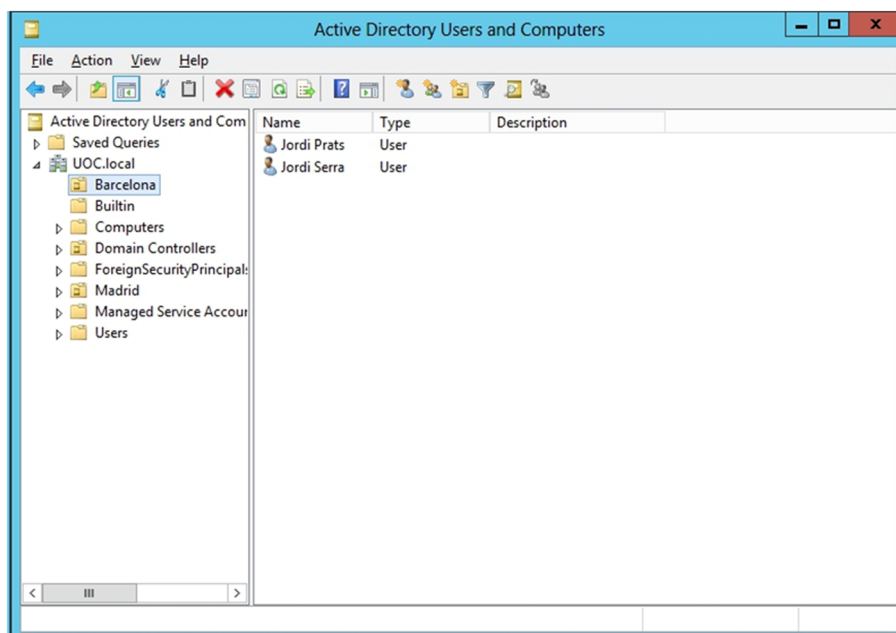 Active Directory Users and Computers
File Action View Help
Active Directory Users and Com
Saved Queries
UOC.local
Barcelona
Builtin
Computers
Domain Controllers
ForeignSecurityPrincipals
Madrid
Managed Service Accour
Users
Name Type Description
Jordi Prats User
Jordi Serra User